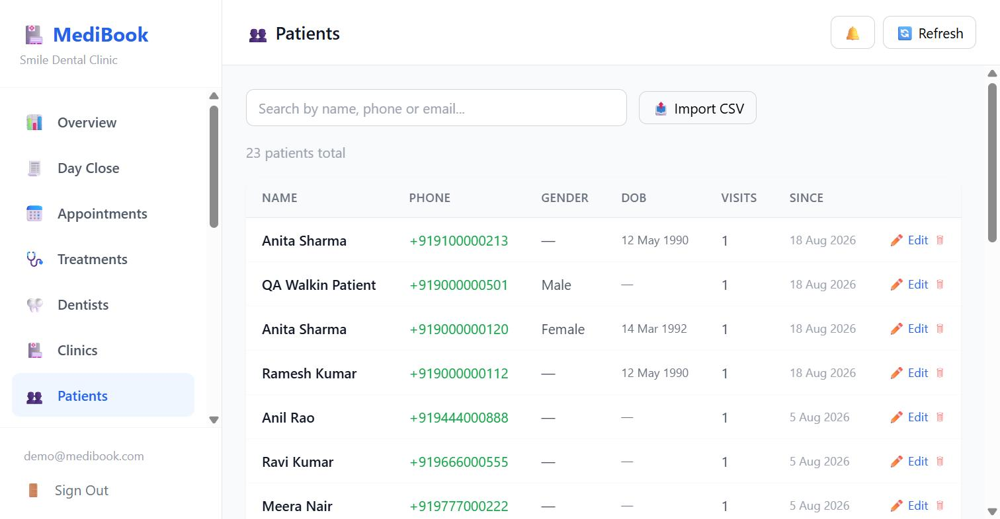 MediBook
Smile Dental Clinic
Overview
Day Close
Appointments
Treatments
Dentists
Clinics
Patients
demo@medibook.com
Sign Out
Patients
Refresh
Search by name, phone or email...
Import CSV
23 patients total
NAME PHONE GENDER DOB VISITS SINCE
Anita Sharma +919100000213 — 12 May 1990 1 18 Aug 2026 Edit
QA Walkin Patient +919000000501 Male — 1 18 Aug 2026 Edit
Anita Sharma +919000000120 Female 14 Mar 1992 1 18 Aug 2026 Edit
Ramesh Kumar +919000000112 — 12 May 1990 1 18 Aug 2026 Edit
Anil Rao +919444000888 — — 1 5 Aug 2026 Edit
Ravi Kumar +919666000555 — — 1 5 Aug 2026 Edit
Meera Nair +919777000222 — — 1 5 Aug 2026 Edit